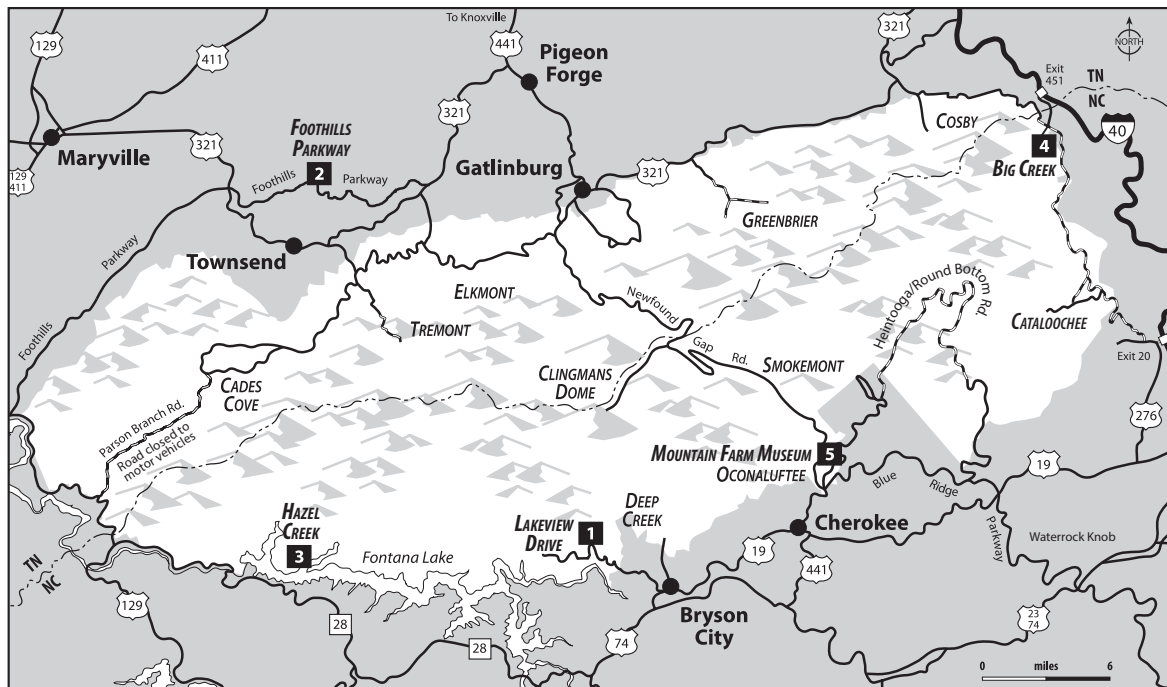 To Knoxville
129
411
441
321
Exit
451
TN
NC
NORTH
Pigeon
Forge
321
40
Maryville
321
Foothills
Parkway
2
Foothills
Parkway
Gatlinburg
321
Cosby
4
Big Creek
129
411
Greenbrier
Townsend
Parkway
Foothills
Elkmont
Tremont
Newfound
Gap
Rd.
Heintooga/Round Bottom Rd.
Cataloochee
Exit 20
Clingmans
Dome
Smokemont
Cades
Cove
Parson Branch Rd.
Road closed to
motor vehicles
276
Mountain Farm Museum
5
Oconaluftee
19
Blue
Ridge
Parkway
Hazel
Creek
3
Fontana Lake
Lakeview
Drive
1
Deep
Creek
Cherokee
19
441
Waterrock Knob
TN
NC
129
28
28
74
Bryson
City
23
74
0
miles
6